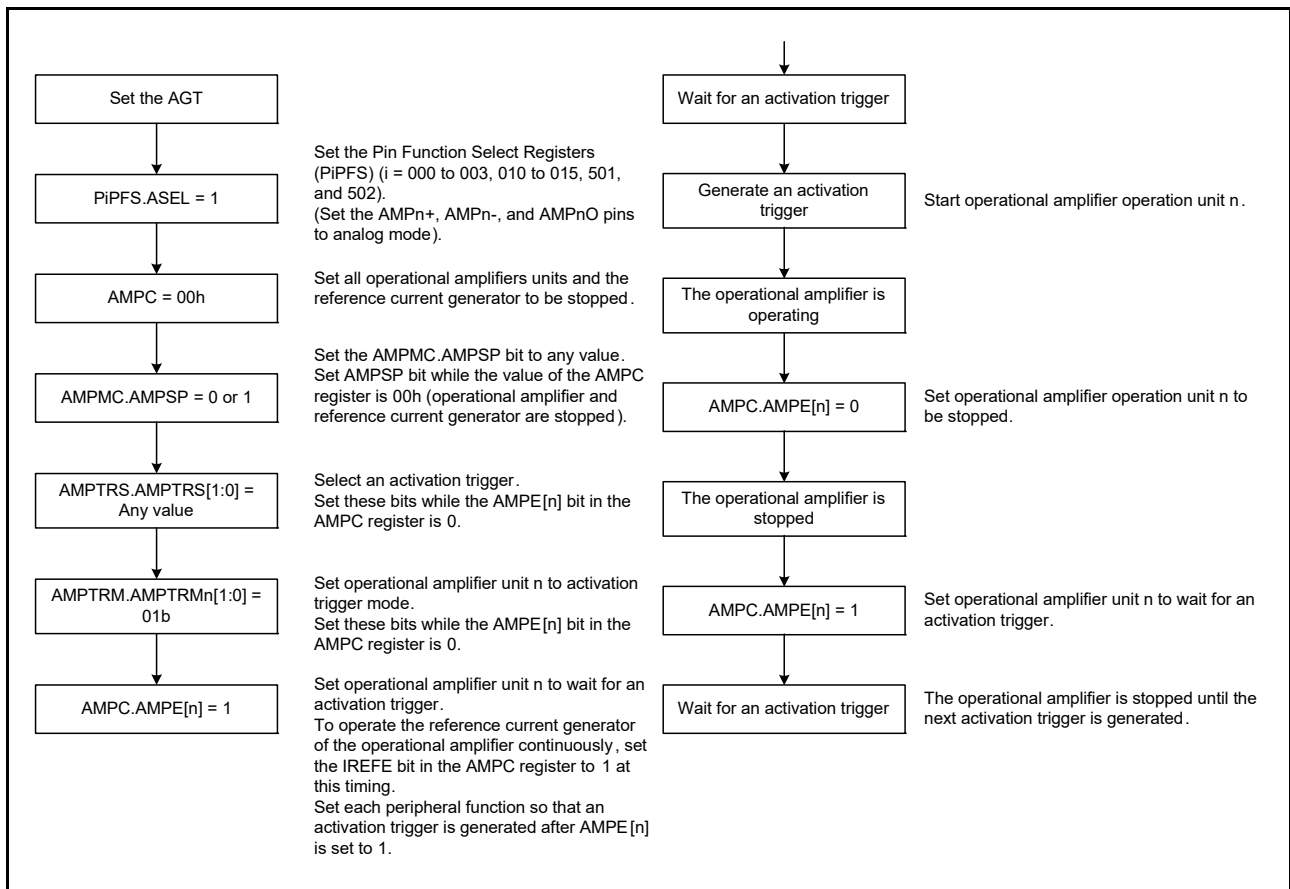 Set the AGT
PiPFS.ASEL = 1
Set the Pin Function Select Registers
(PiPFS) (i = 000 to 003, 010 to 015, 501,
and 502).
(Set the AMPn+, AMPn-, and AMPnO pins
to analog mode).
AMPC = 00h
Set all operational amplifiers units and the
reference current generator to be stopped.
AMPMC.AMPSP = 0 or 1
Set the AMPMC.AMPSP bit to any value.
Set AMPSP bit while the value of the AMPC
register is 00h (operational amplifier and
reference current generator are stopped).
AMPTRS.AMPTRS[1:0] =
Any value
Select an activation trigger.
Set these bits while the AMPE[n] bit in the
AMPC register is 0.
AMPTRM.AMPTRMn[1:0] =
01b
Set operational amplifier unit n to activation
trigger mode.
Set these bits while the AMPE[n] bit in the
AMPC register is 0.
AMPC.AMPE[n] = 1
Set operational amplifier unit n to wait for an
activation trigger.
To operate the reference current generator
of the operational amplifier continuously, set
the IREFE bit in the AMPC register to 1 at
this timing.
Set each peripheral function so that an
activation trigger is generated after AMPE[n]
is set to 1.
Wait for an activation trigger
Generate an activation
trigger
Start operational amplifier operation unit n.
The operational amplifier is
operating
AMPC.AMPE[n] = 0
Set operational amplifier operation unit n to
be stopped.
The operational amplifier is
stopped
AMPC.AMPE[n] = 1
Set operational amplifier unit n to wait for an
activation trigger.
Wait for an activation trigger
The operational amplifier is stopped until the
next activation trigger is generated.